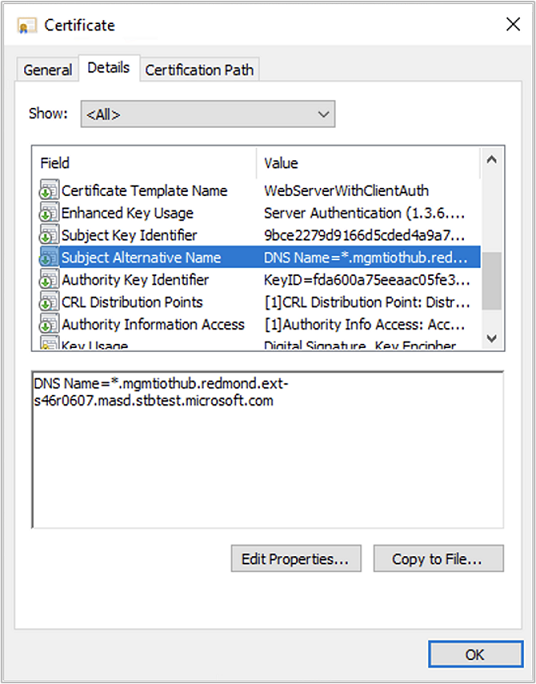 Certificate
General Details Certification Path
Show: <All>
Field Value
Certificate Template Name WebServerWithClientAuth
Enhanced Key Usage Server Authentication (1.3.6....
Subject Key Identifier 9bce2279d9166d5cded4a9a7...
Subject Alternative Name DNS Name=*.mgmtiothub.red...
Authority Key Identifier KeyID=fda600a75eeaac05fe3...
CRL Distribution Points [1]CRL Distribution Point: Distr...
Authority Information Access [1]Authority Info Access: Acc...
Key Usage Digital Signature, Key Encipher...
DNS Name=*.mgmtiothub.redmond.ext-
s46r0607.masd.stbtest.microsoft.com
Edit Properties... Copy to File...
OK